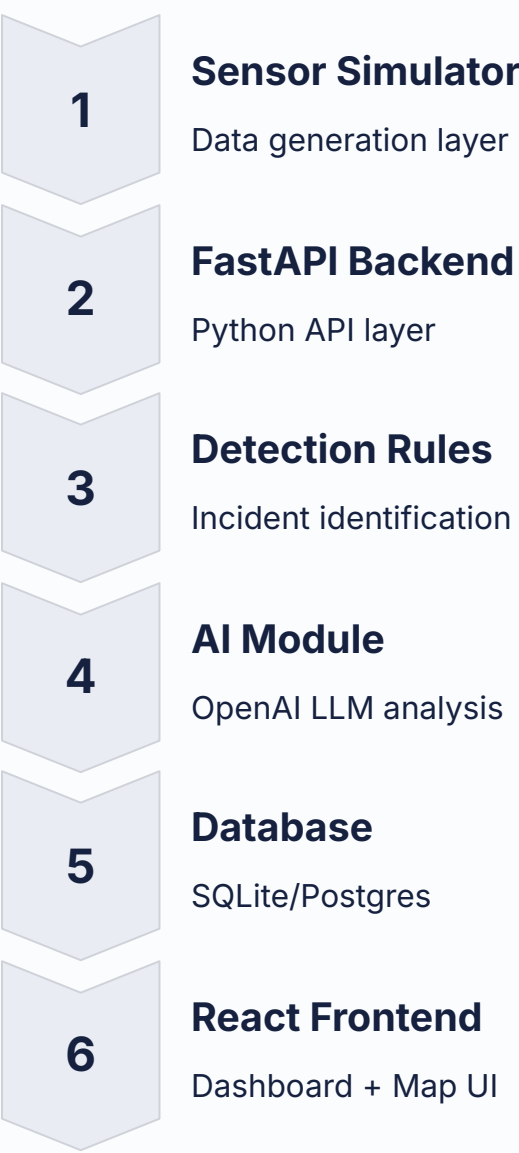 1
Sensor Simulator
Data generation layer
2
FastAPI Backend
Python API layer
3
Detection Rules
Incident identification
4
AI Module
OpenAI LLM analysis
5
Database
SQLite/Postgres
6
React Frontend
Dashboard + Map UI